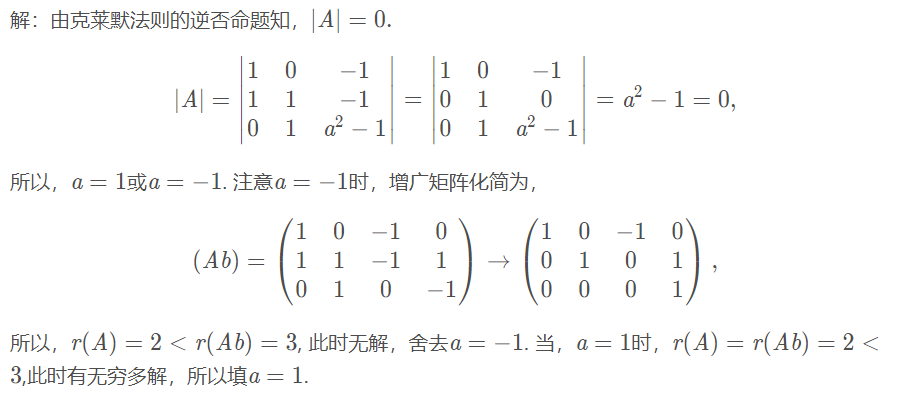 解：由克莱默法则的逆否命题知，|A| = 0.
|A| = \begin{vmatrix} 1 & 0 & -1 \\ 1 & 1 & -1 \\ 0 & 1 & a^2 - 1 \end{vmatrix} = \begin{vmatrix} 1 & 0 & -1 \\ 0 & 1 & 0 \\ 0 & 1 & a^2 - 1 \end{vmatrix} = a^2 - 1 = 0,
所以，a = 1或a = -1. 注意a = -1时，增广矩阵化简为，
(Ab) = \begin{pmatrix} 1 & 0 & -1 & 0 \\ 1 & 1 & -1 & 1 \\ 0 & 1 & 0 & -1 \end{pmatrix} → \begin{pmatrix} 1 & 0 & -1 & 0 \\ 0 & 1 & 0 & 1 \\ 0 & 0 & 0 & 1 \end{pmatrix},
所以，r(A) = 2 < r(Ab) = 3, 此时无解，舍去a = -1. 当，a = 1时，r(A) = r(Ab) = 2 <
3,此时有无穷多解，所以填a = 1.